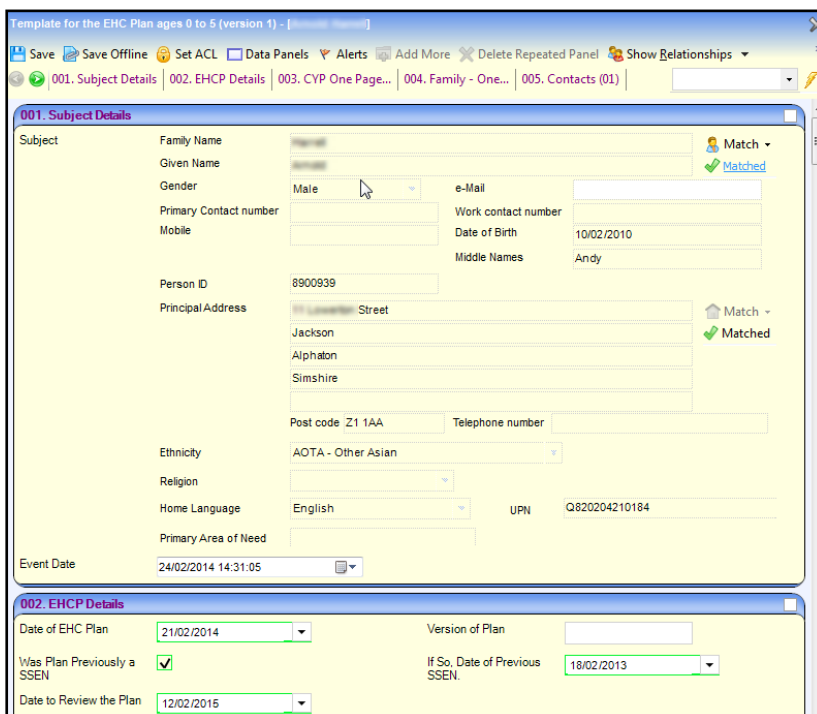 Template for the EHC Plan ages 0 to 5 (version 1) - [
Save Save Offline Set ACL Data Panels Alerts Add More Delete Repeated Panel Show Relationships
001. Subject Details 002. EHCP Details 003. CYP One Page... 004. Family - One... 005. Contacts (01)
001. Subject Details
Subject Family Name Match
Given Name Matched
Gender Male e-Mail
Primary Contact number Work contact number
Mobile Date of Birth 10/02/2010
Middle Names Andy
Person ID 8900939
Principal Address Street Match
Jackson Matched
Alphaton
Simshire
Post code Z1 1AA Telephone number
Ethnicity AOTA - Other Asian
Religion
Home Language English UPN Q820204210184
Primary Area of Need
Event Date 24/02/2014 14:31:05
002. EHCP Details
Date of EHC Plan 21/02/2014 Version of Plan
Was Plan Previously a SSEN If So, Date of Previous SSEN. 18/02/2013
Date to Review the Plan 12/02/2015